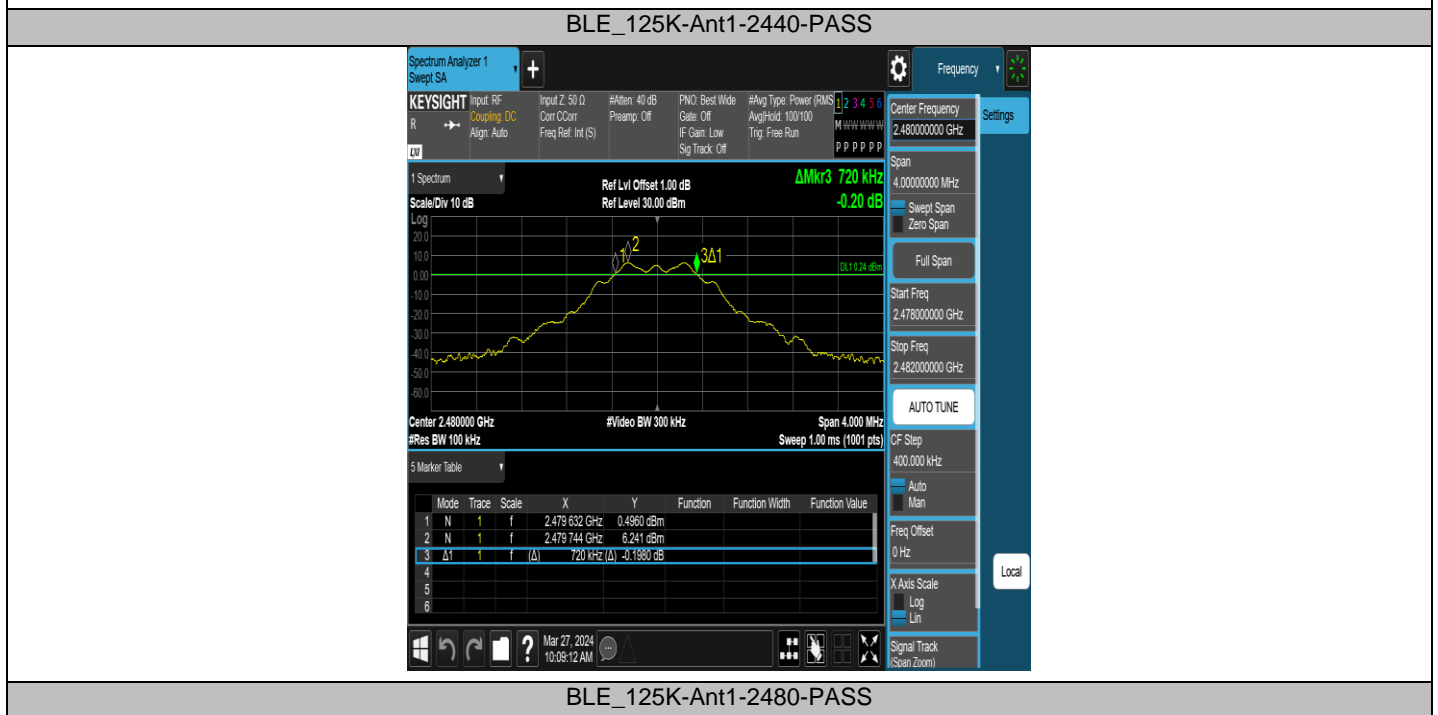 BLE_125K-Ant1-2440-PASS
Spectrum Analyzer 1
Swept SA
+
Frequency
KEYSIGHT
R
LXI
Input: RF
Coupling: DC
Align: Auto
Input Z: 50 Ω
Corr CCorr
Freq Ref: Int (S)
#Atten: 40 dB
Preamp: Off
PNO: Best Wide
Gate: Off
IF Gain: Low
Sig Track: Off
#Avg Type: Power (RMS
Avg|Hold: 100/100
Trig: Free Run
1 2 3 4 5 6
M W W W W W
P P P P P P
1 Spectrum
Scale/Div 10 dB
Log
Ref Lvl Offset 1.00 dB
Ref Level 30.00 dBm
ΔMkr3 720 kHz
-0.20 dB
20.0
10.0
0.00
-10.0
-20.0
-30.0
-40.0
-50.0
-60.0
1
2
3Δ1
DL1 0.24 dBm
Center 2.480000 GHz
#Res BW 100 kHz
#Video BW 300 kHz
Span 4.000 MHz
Sweep 1.00 ms (1001 pts)
5 Marker Table
Mode Trace Scale X Y Function Function Width Function Value
1 N 1 f 2.479 632 GHz 0.4960 dBm
2 N 1 f 2.479 744 GHz 6.241 dBm
3 Δ1 1 f (Δ) 720 kHz (Δ) -0.1980 dB
4
5
6
?
Mar 27, 2024
10:09:12 AM
Center Frequency
2.480000000 GHz
Settings
Span
4.00000000 MHz
Swept Span
Zero Span
Full Span
Start Freq
2.478000000 GHz
Stop Freq
2.482000000 GHz
AUTO TUNE
CF Step
400.000 kHz
Auto
Man
Freq Offset
0 Hz
Local
X Axis Scale
Log
Lin
Signal Track
(Span Zoom)
BLE_125K-Ant1-2480-PASS